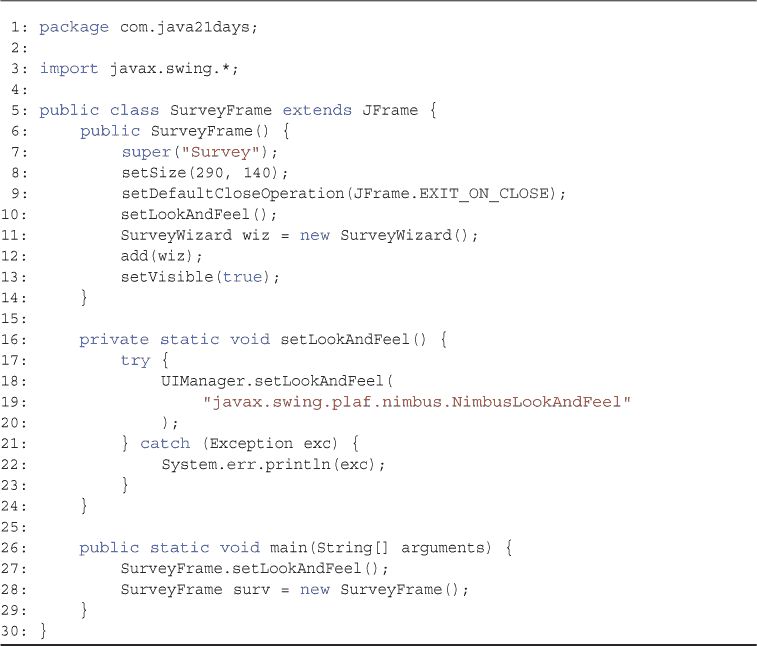 1: package com.java21days;
2:
3: import javax.swing.*;
4:
5: public class SurveyFrame extends JFrame {
6:     public SurveyFrame() {
7:         super("Survey");
8:         setSize(290, 140);
9:         setDefaultCloseOperation(JFrame.EXIT_ON_CLOSE);
10:         setLookAndFeel();
11:         SurveyWizard wiz = new SurveyWizard();
12:         add(wiz);
13:         setVisible(true);
14:     }
15:
16:     private static void setLookAndFeel() {
17:         try {
18:             UIManager.setLookAndFeel(
19:                 "javax.swing.plaf.nimbus.NimbusLookAndFeel"
20:             );
21:         } catch (Exception exc) {
22:             System.err.println(exc);
23:         }
24:     }
25:
26:     public static void main(String[] arguments) {
27:         SurveyFrame.setLookAndFeel();
28:         SurveyFrame surv = new SurveyFrame();
29:     }
30: }